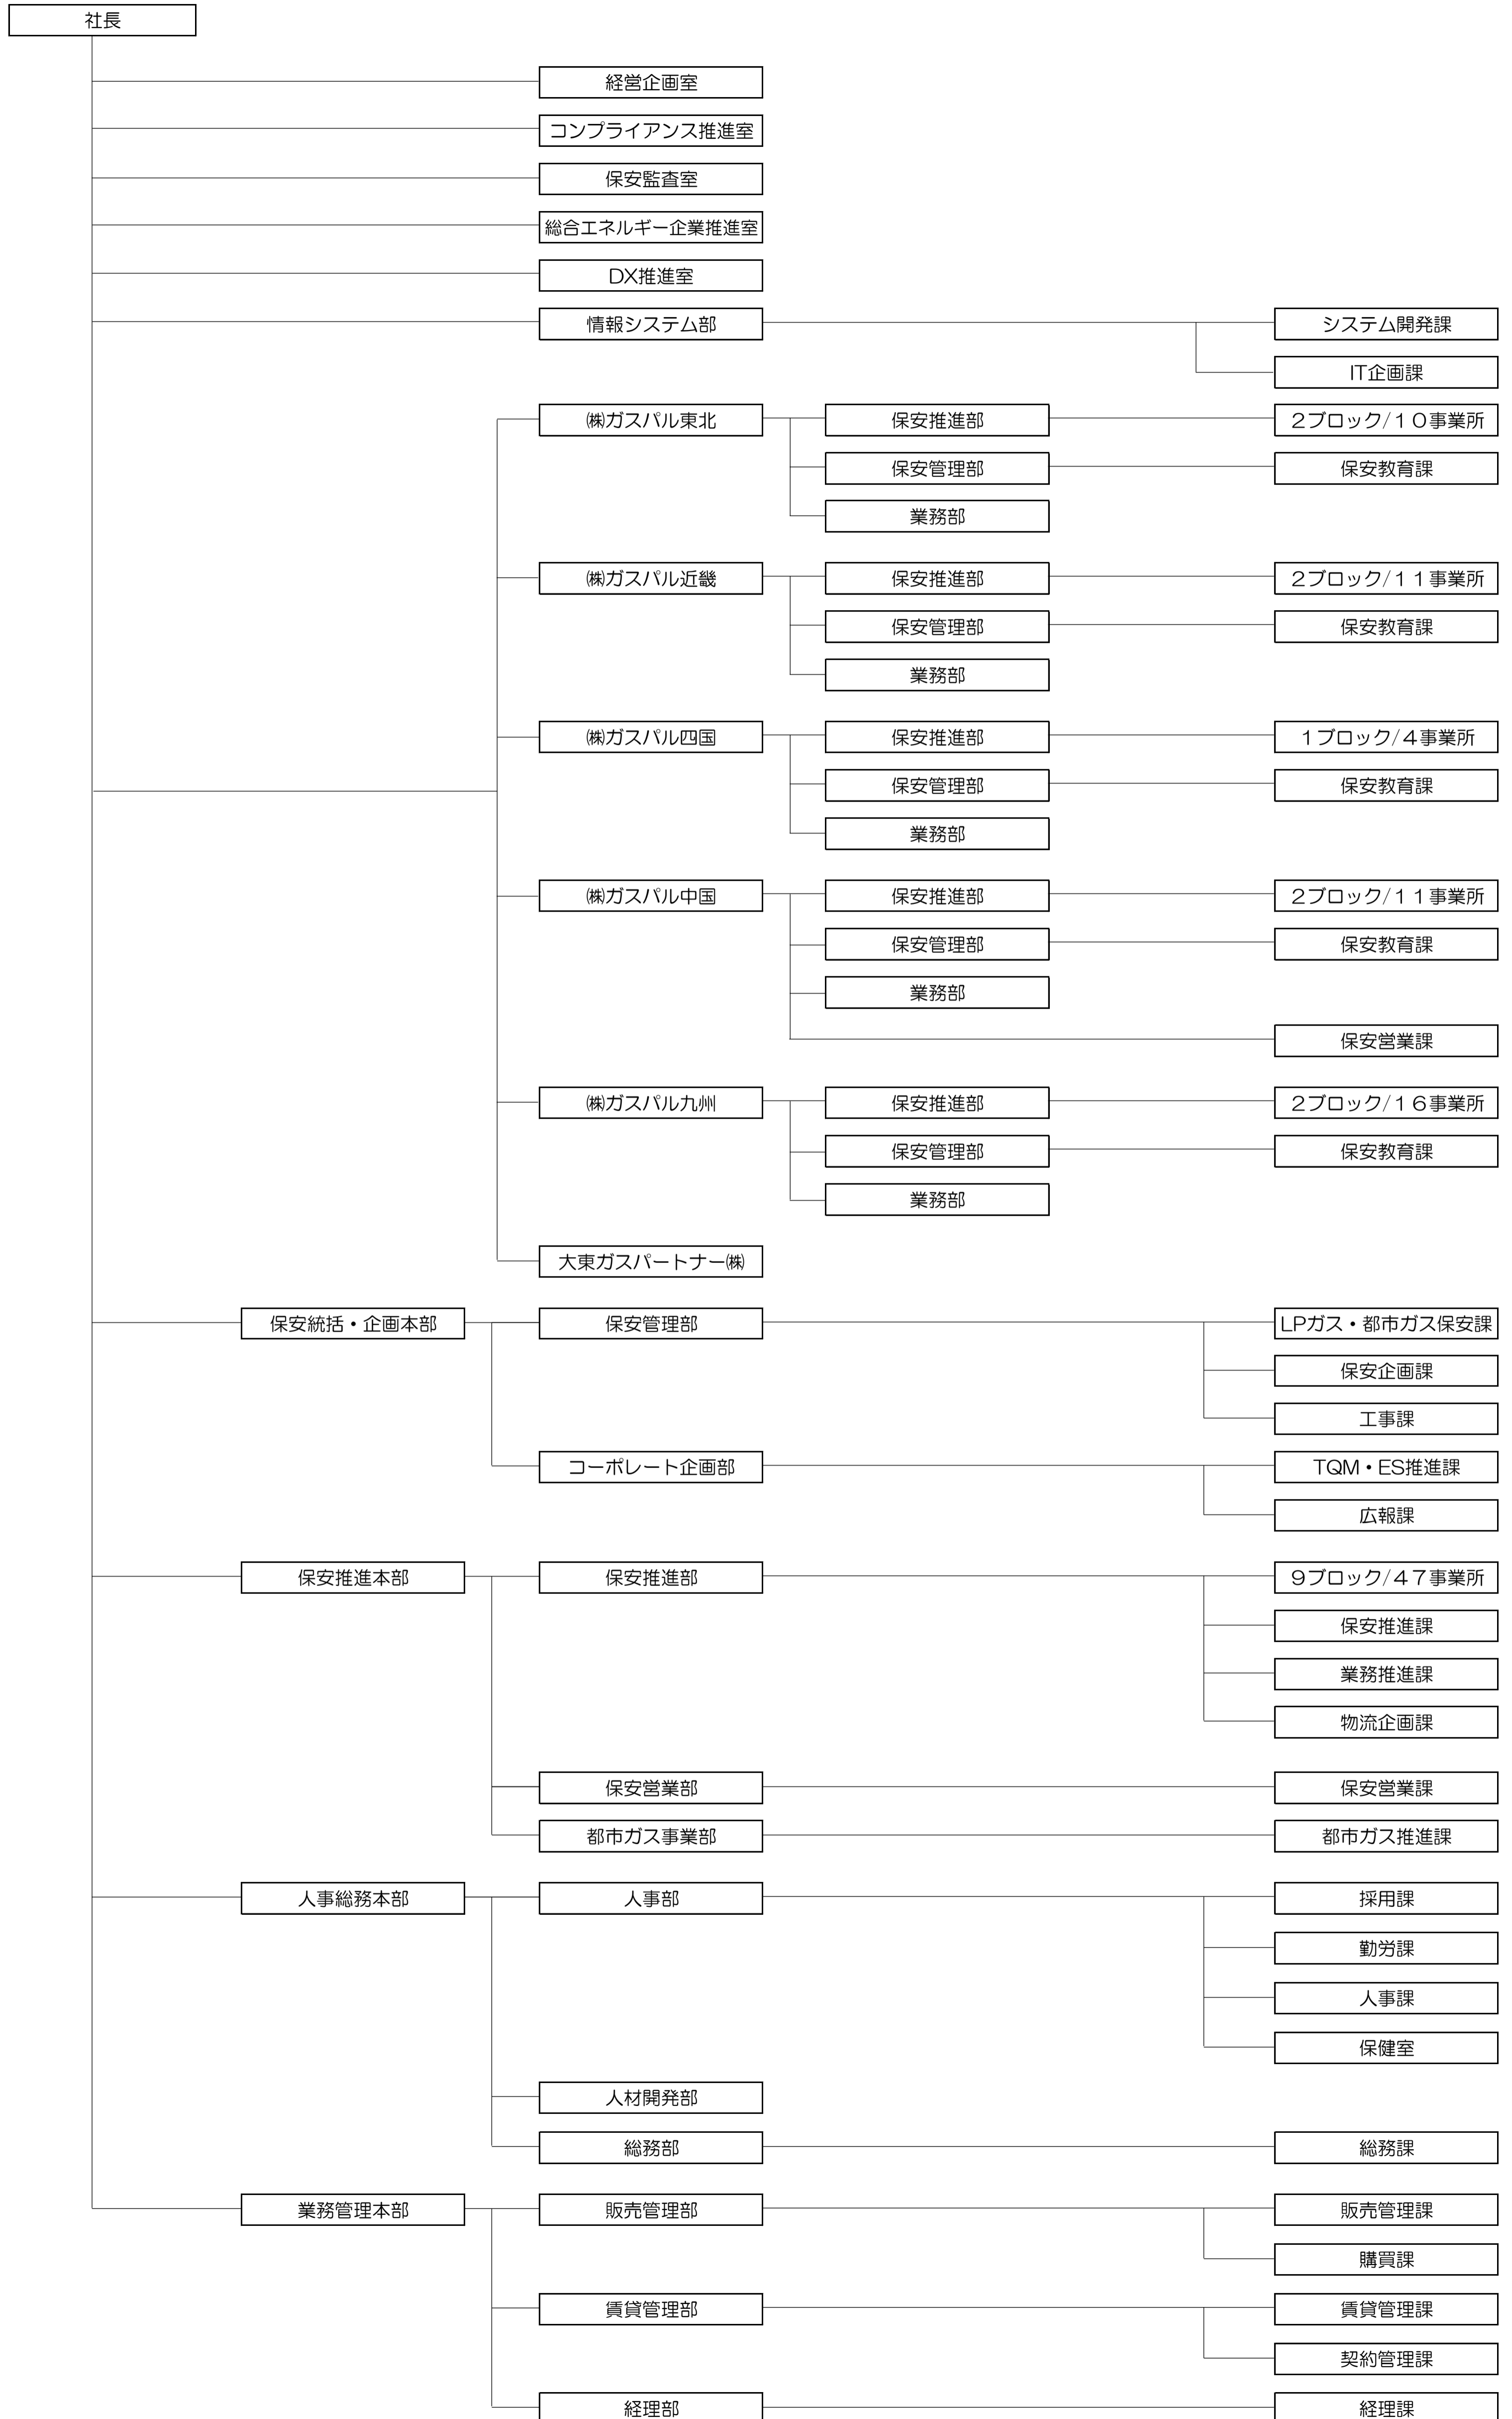 社長
経営企画室
コンプライアンス推進室
保安監査室
総合エネルギー企業推進室
DX推進室
情報システム部
システム開発課
IT企画課
㈱ガスパル東北
保安推進部
２ブロック/１０事業所
保安管理部
保安教育課
業務部
㈱ガスパル近畿
保安推進部
２ブロック/１１事業所
保安管理部
保安教育課
業務部
㈱ガスパル四国
保安推進部
１ブロック/４事業所
保安管理部
保安教育課
業務部
㈱ガスパル中国
保安推進部
２ブロック/１１事業所
保安管理部
保安教育課
業務部
保安営業課
㈱ガスパル九州
保安推進部
２ブロック/１６事業所
保安管理部
保安教育課
業務部
大東ガスパートナー㈱
保安統括・企画本部
保安管理部
LPガス・都市ガス保安課
保安企画課
工事課
コーポレート企画部
TQM・ES推進課
広報課
保安推進本部
保安推進部
９ブロック/４７事業所
保安推進課
業務推進課
物流企画課
保安営業部
保安営業課
都市ガス事業部
都市ガス推進課
人事総務本部
人事部
採用課
勤労課
人事課
保健室
人材開発部
総務部
総務課
業務管理本部
販売管理部
販売管理課
購買課
賃貸管理部
賃貸管理課
契約管理課
経理部
経理課